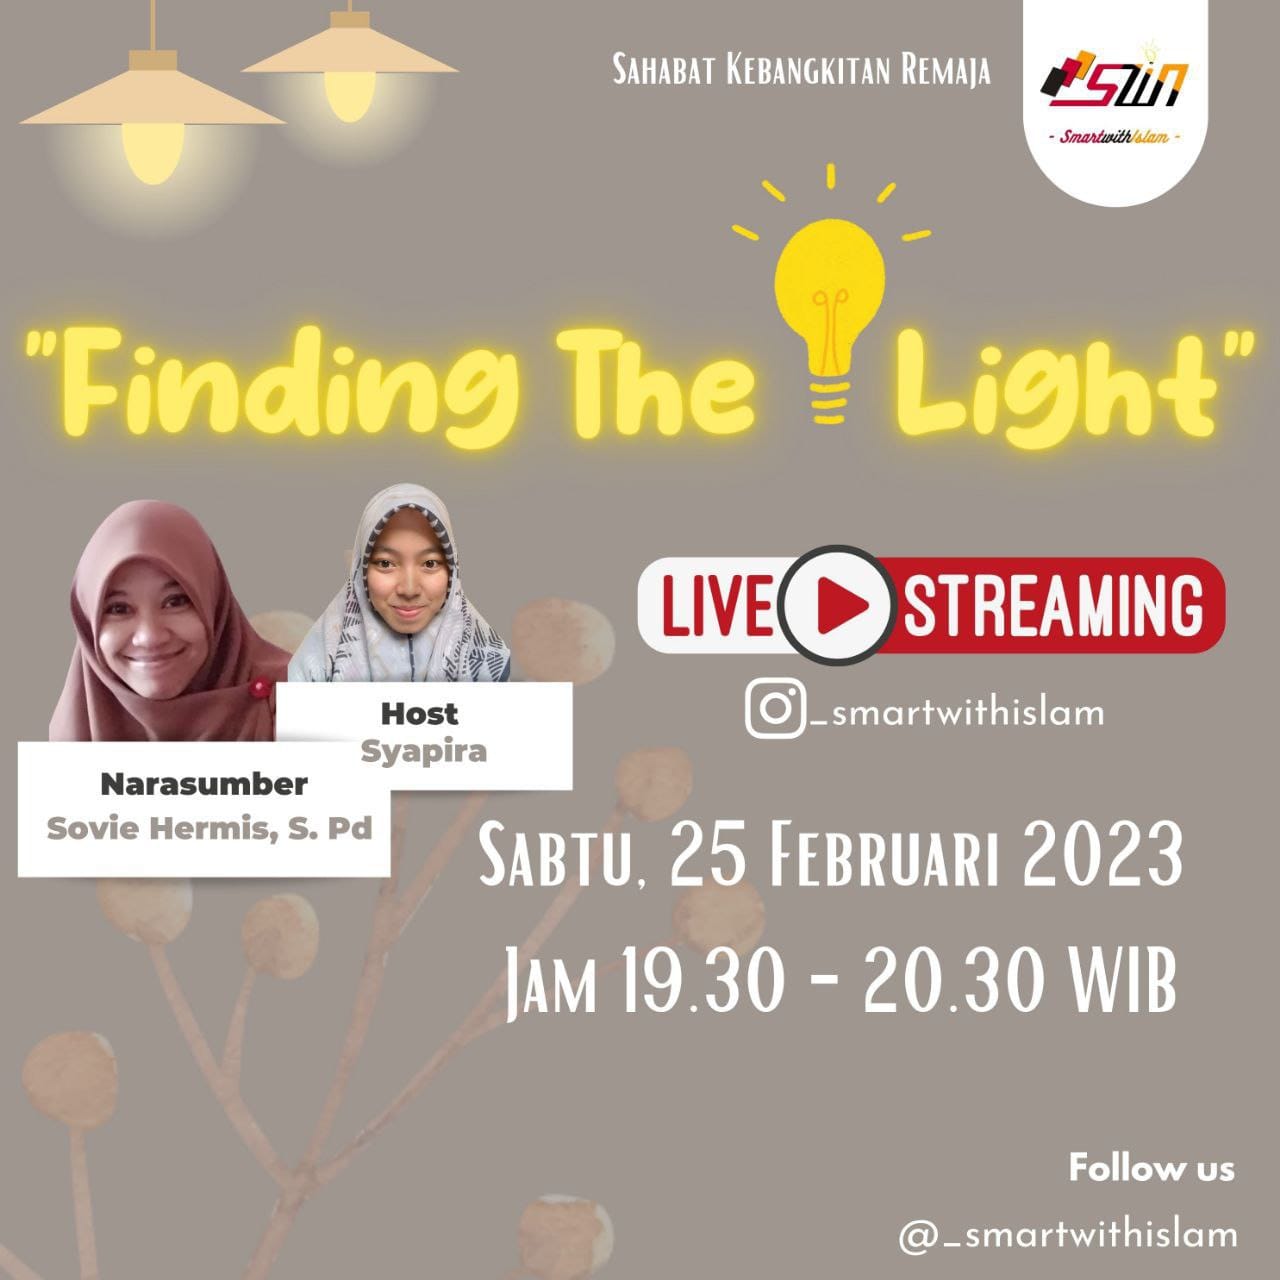 Sahabat Kebangkitan Remaja
SWI
- SmartwithIslam -
"Finding The Light"
LIVE STREAMING
_smartwithislam
Host
Syapira
Narasumber
Sovie Hermis, S. Pd
Sabtu, 25 Februari 2023
Jam 19.30 - 20.30 WIB
Follow us
@_smartwithislam